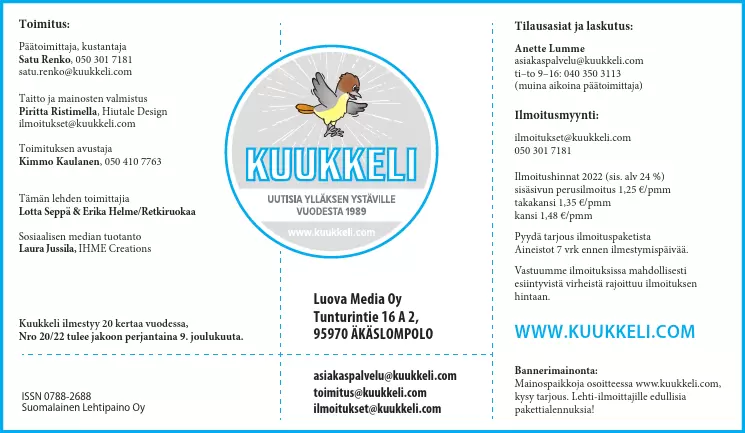 Toimitus:
Päätoimittaja, kustantaja
Satu Renko, 050 301 7181
satu.renko@kuukkeli.com
Taitto ja mainosten valmistus
Piritta Ristimella, Hiutale Design
ilmoitukset@kuukkeli.com
Toimituksen avustaja
Kimmo Kaulanen, 050 410 7763
Tämän lehden toimittajia
Lotta Seppä & Erika Helme/Retkiruokaa
Sosiaalisen median tuotanto
Laura Jussila, IHME Creations
Kuukkeli ilmestyy 20 kertaa vuodessa,
Nro 20/22 tulee jakoon perjantaina 9. joulukuuta.
ISSN 0788-2688
Suomalainen Lehtipaino Oy
KUUKKELI
UUTISIA YLLÄKSEN YSTÄVILLE
VUODESTA 1989
www.kuukkeli.com
Luova Media Oy
Tunturintie 16 A 2,
95970 ÄKÄSLOMPOLO
asiakaspalvelu@kuukkeli.com
toimitus@kuukkeli.com
ilmoitukset@kuukkeli.com
Tilausasiat ja laskutus:
Anette Lumme
asiakaspalvelu@kuukkeli.com
ti–to 9–16: 040 350 3113
(muina aikoina päätoimittaja)
Ilmoitusmyynti:
ilmoitukset@kuukkeli.com
050 301 7181
Ilmoitushinnat 2022 (sis. alv 24 %)
sisäsivun perusilmoitus 1,25 €/pmm
takakansi 1,35 €/pmm
kansi 1,48 €/pmm
Pyydä tarjous ilmoituspaketista
Aineistot 7 vrk ennen ilmestymispäivää.
Vastuumme ilmoituksissa mahdollisesti
esiintyvistä virheistä rajoittuu ilmoituksen
hintaan.
WWW.KUUKKELI.COM
Bannerimainonta:
Mainospaikkoja osoitteessa www.kuukkeli.com,
kysy tarjous. Lehti-ilmoittajille edullisia
pakettialennuksia!